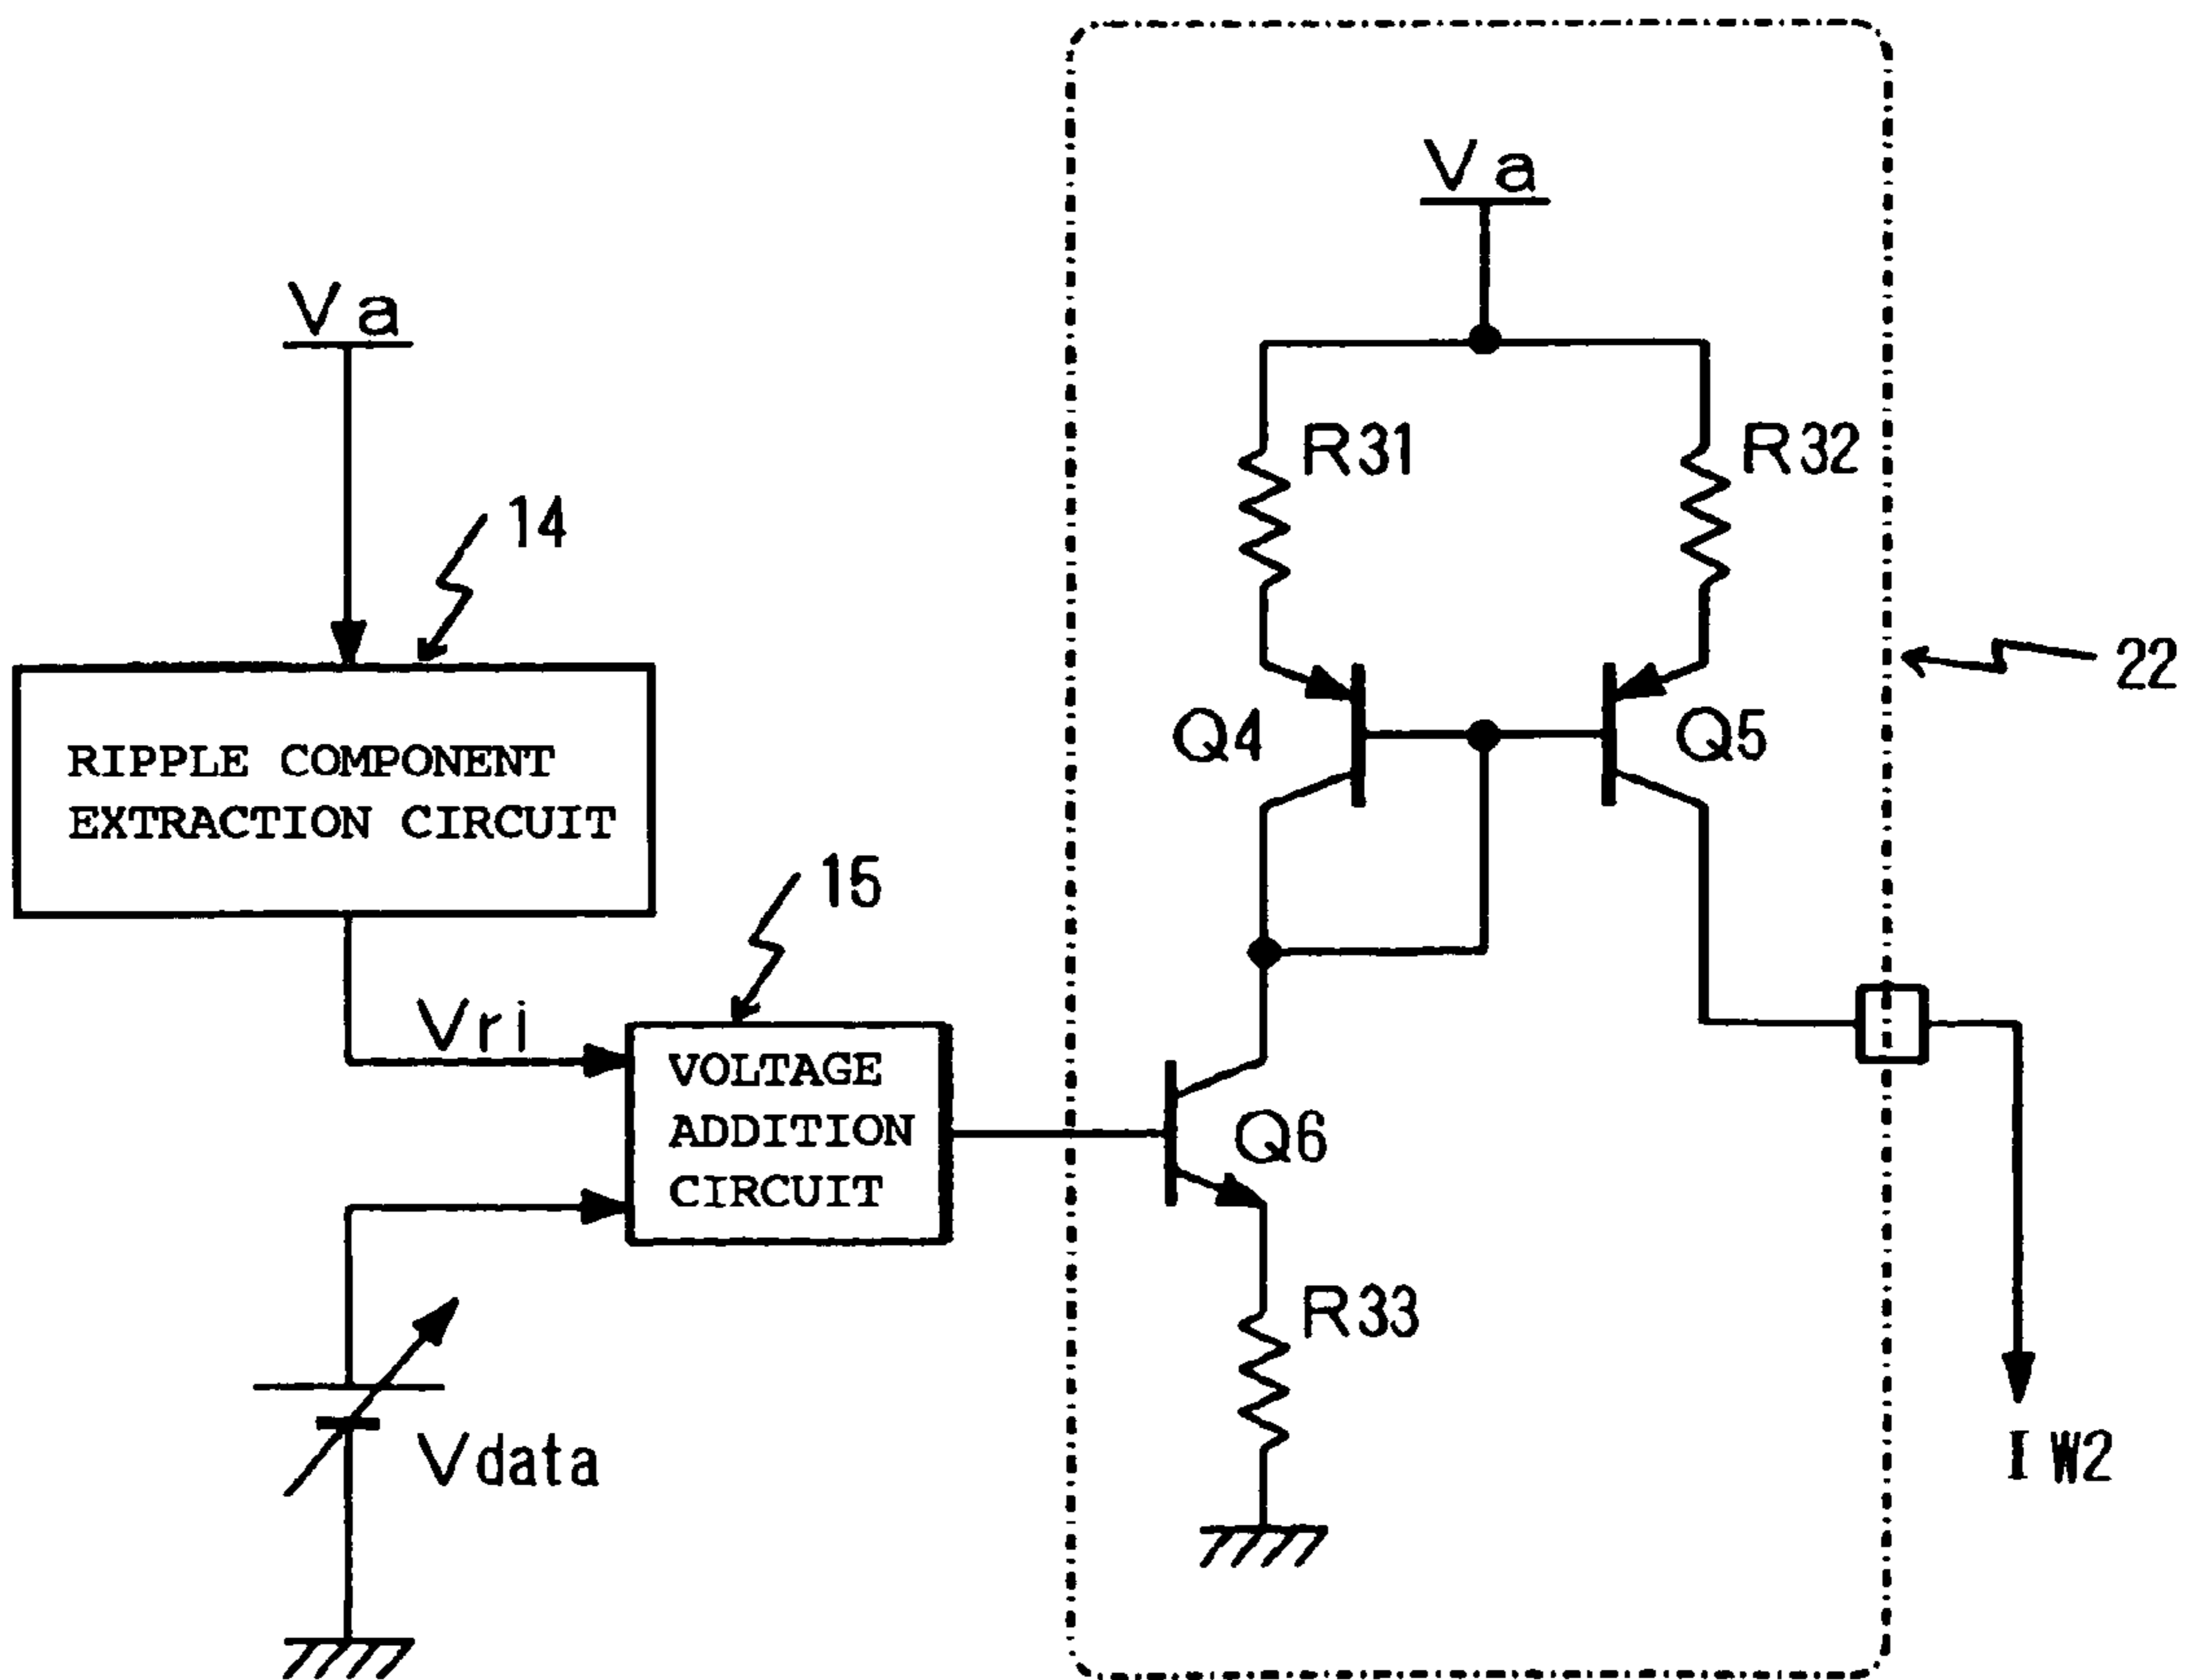 Va
Va
R31
R32
14
22
Q4
Q5
RIPPLE COMPONENT
EXTRACTION CIRCUIT
15
Vri
VOLTAGE
ADDITION
CIRCUIT
Q6
R33
Vdata
IW2